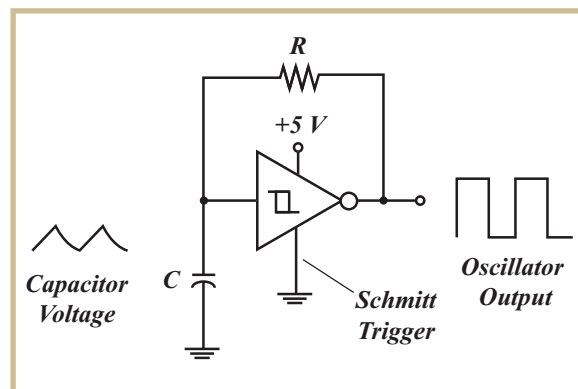 R
+5 V
C
Capacitor
Voltage
Schmitt
Trigger
Oscillator
Output